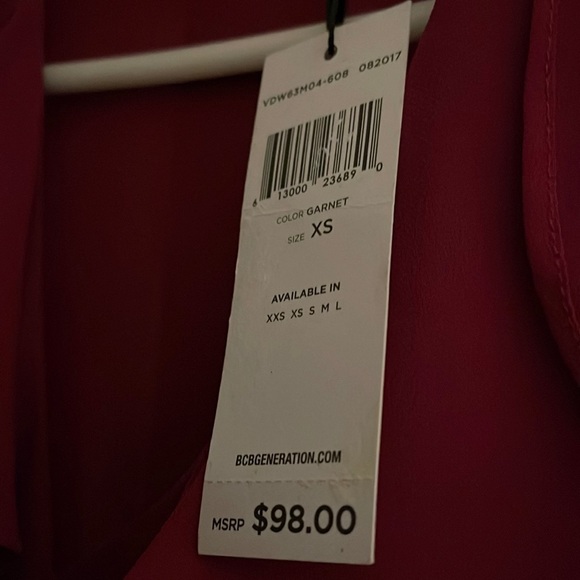 VDW63M04-608 082017
6 13000 23689 0
COLOR GARNET
SIZE XS
AVAILABLE IN
XXS XS S M L
BCBGENERATION.COM
MSRP $98.00